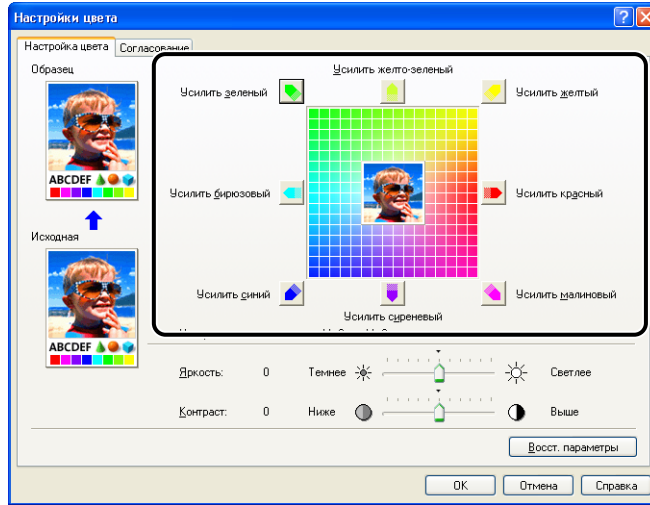 Настройки цвета
Настройка цвета Согласование
Образец
Усилить желто-зеленый
Усилить зеленый
Усилить желтый
ABCDEF
Усилить бирюзовый
Усилить красный
Исходная
Усилить синий
Усилить малиновый
Усилить сиреневый
ABCDEF
Яркость: 0 Темнее Светлее
Контраст: 0 Ниже Выше
Восст. параметры
OK Отмена Справка